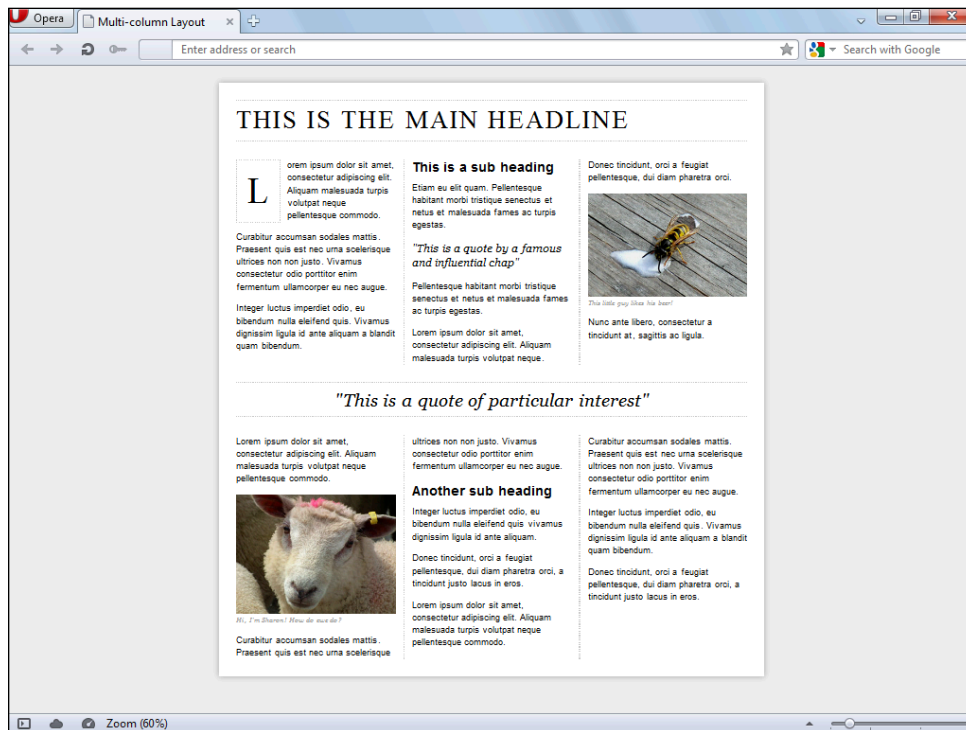 Opera
Multi-column Layout
Enter address or search
Search with Google
THIS IS THE MAIN HEADLINE
Lorem ipsum dolor sit amet,
consectetur adipiscing elit.
Aliquam malesuada turpis
volutpat neque
pellentesque commodo.
Curabitur accumsan sodales mattis.
Praesent quis est nec urna scelerisque
ultrices non non justo. Vivamus
consectetur odio porttitor enim
fermentum ullamcorper eu nec augue.
Integer luctus imperdiet odio, eu
bibendum nulla eleifend quis. Vivamus
dignissim ligula id ante aliquam a blandit
quam bibendum.
This is a sub heading
Etiam eu elit quam. Pellentesque
habitant morbi tristique senectus et
netus et malesuada fames ac turpis
egestas.
"This is a quote by a famous
and influential chap"
Pellentesque habitant morbi tristique
senectus et netus et malesuada fames
ac turpis egestas.
Lorem ipsum dolor sit amet,
consectetur adipiscing elit. Aliquam
malesuada turpis volutpat neque.
Donec tincidunt, orci a feugiat
pellentesque, dui diam pharetra orci.
This little guy likes his beer!
Nunc ante libero, consectetur a
tincidunt at, sagittis ac ligula.
"This is a quote of particular interest"
Lorem ipsum dolor sit amet,
consectetur adipiscing elit. Aliquam
malesuada turpis volutpat neque
pellentesque commodo.
Hi, I'm Sharen! How do ewe do?
Curabitur accumsan sodales mattis.
Praesent quis est nec urna scelerisque
ultrices non non justo. Vivamus
consectetur odio porttitor enim
fermentum ullamcorper eu nec augue.
Another sub heading
Integer luctus imperdiet odio, eu
bibendum nulla eleifend quis vivamus
dignissim ligula id ante aliquam.
Donec tincidunt, orci a feugiat
pellentesque, dui diam pharetra orci, a
tincidunt justo lacus in eros.
Lorem ipsum dolor sit amet,
consectetur adipiscing elit. Aliquam
malesuada turpis volutpat neque
pellentesque commodo.
Curabitur accumsan sodales mattis.
Praesent quis est nec urna scelerisque
ultrices non non justo. Vivamus
consectetur odio porttitor enim
fermentum ullamcorper eu nec augue.
Integer luctus imperdiet odio, eu
bibendum nulla eleifend quis. Vivamus
dignissim ligula id ante aliquam a blandit
quam bibendum.
Donec tincidunt, orci a feugiat
pellentesque, dui diam pharetra orci, a
tincidunt justo lacus in eros.
Zoom (60%)